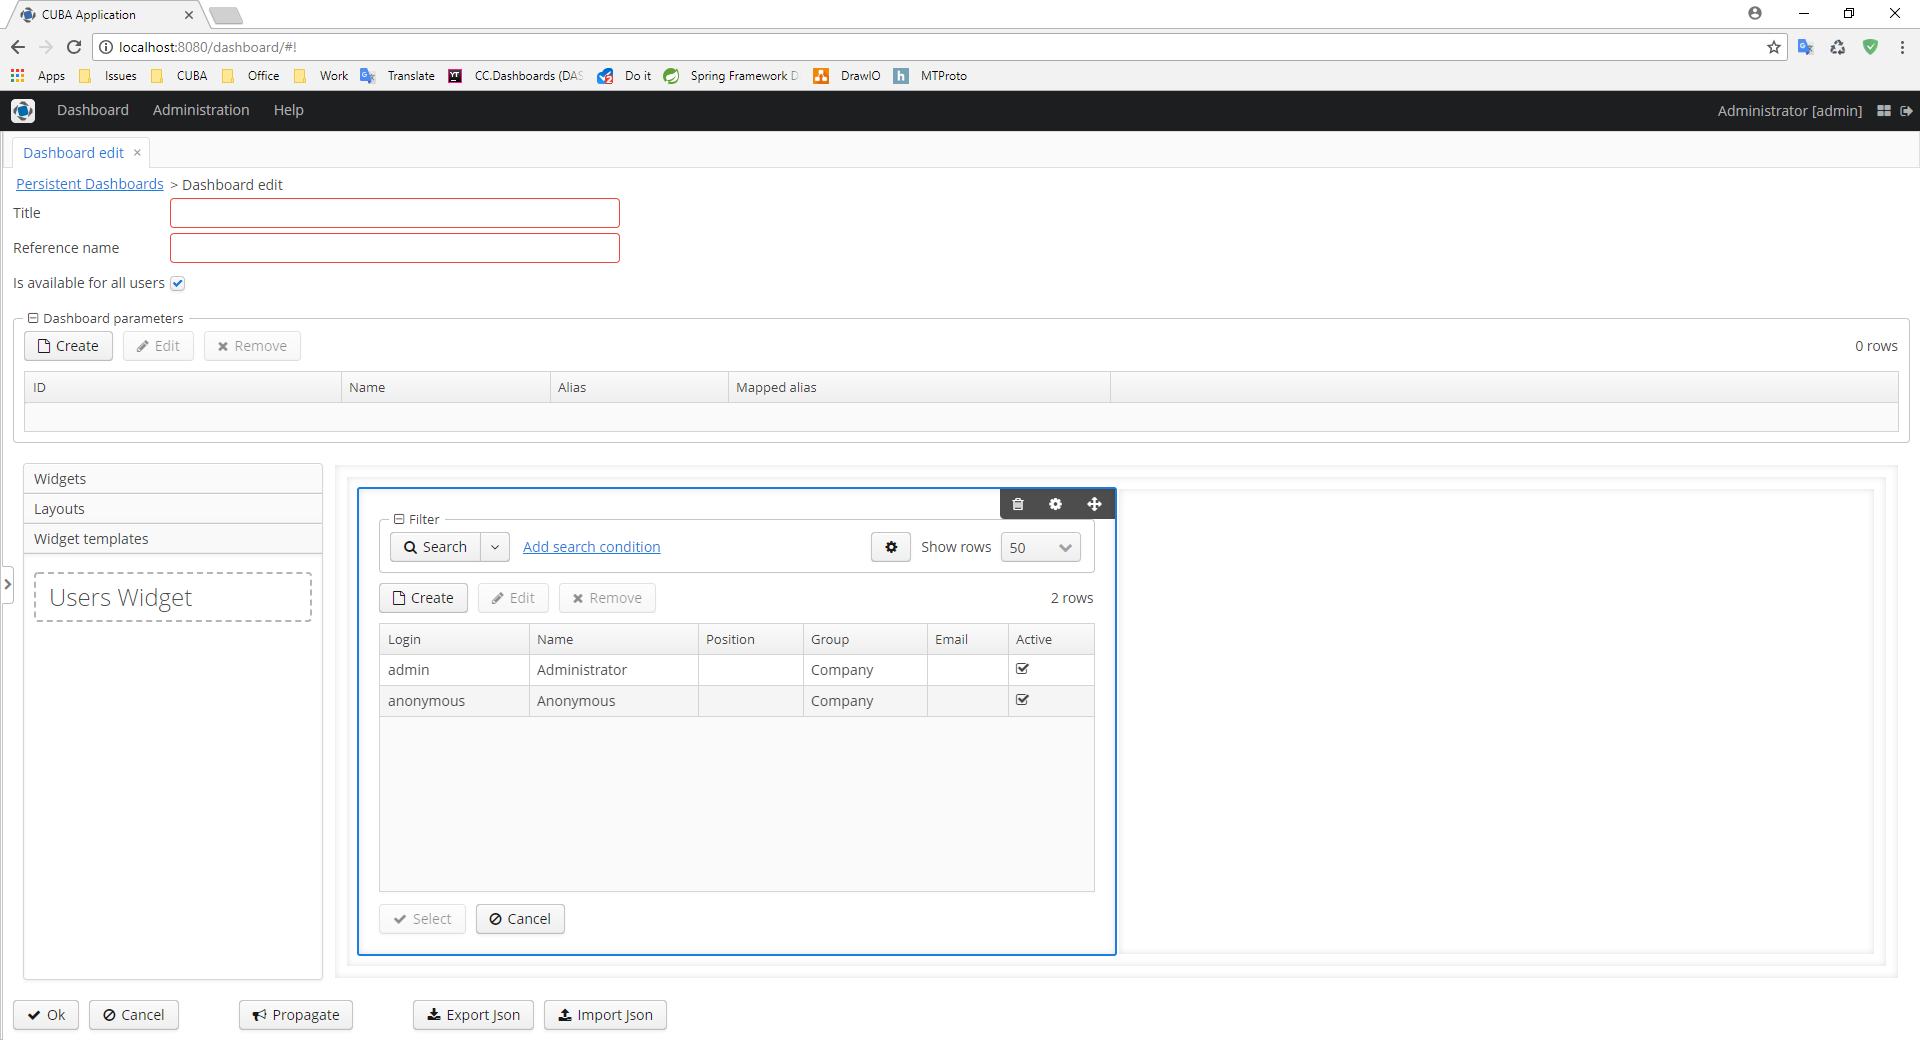 CUBA Application
localhost:8080/dashboard/#!
Apps Issues CUBA Office Work Translate CC.Dashboards (DAS Do it Spring Framework D DrawIO MTProto
Dashboard Administration Help Administrator [admin]
Dashboard edit
Persistent Dashboards > Dashboard edit
Title
Reference name
Is available for all users
Dashboard parameters
Create Edit Remove 0 rows
ID Name Alias Mapped alias
Widgets
Layouts
Widget templates
Users Widget
Filter
Search Add search condition Show rows 50
Create Edit Remove 2 rows
Login Name Position Group Email Active
admin Administrator Company
anonymous Anonymous Company
Select Cancel
Ok Cancel Propagate Export Json Import Json